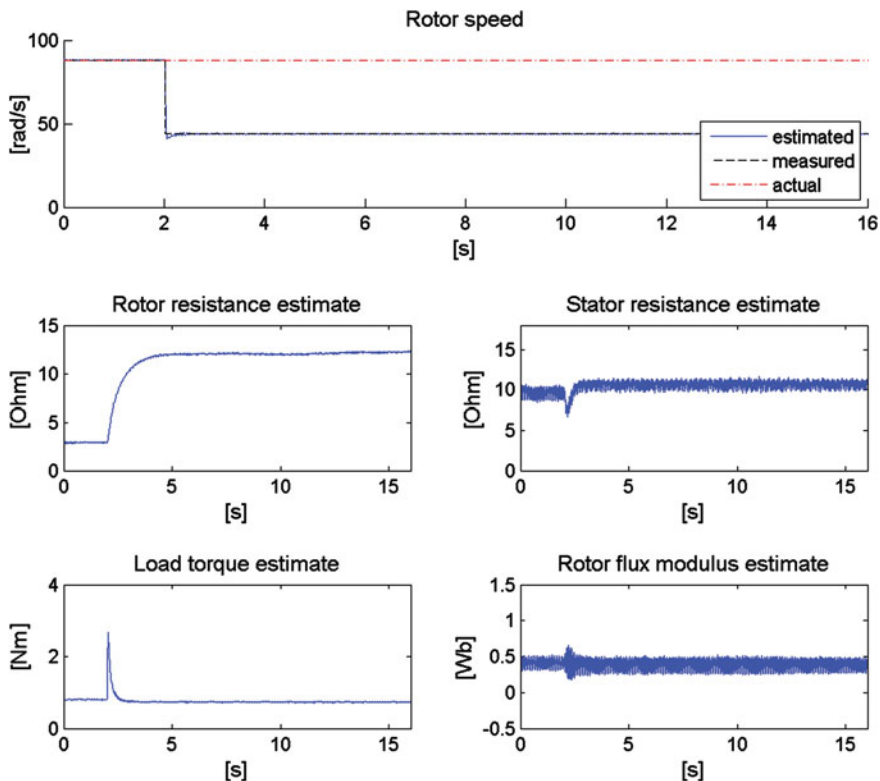 Rotor speed
100
50
0
[rad/s]
estimated
measured
actual
0 2 4 6 8 10 12 14 16
[s]
Rotor resistance estimate
15
10
5
0
[Ohm]
0 5 10 15
[s]
Stator resistance estimate
15
10
5
0
[Ohm]
0 5 10 15
[s]
Load torque estimate
4
2
0
[Nm]
0 5 10 15
[s]
Rotor flux modulus estimate
1.5
1
0.5
0
-0.5
[Wb]
0 5 10 15
[s]